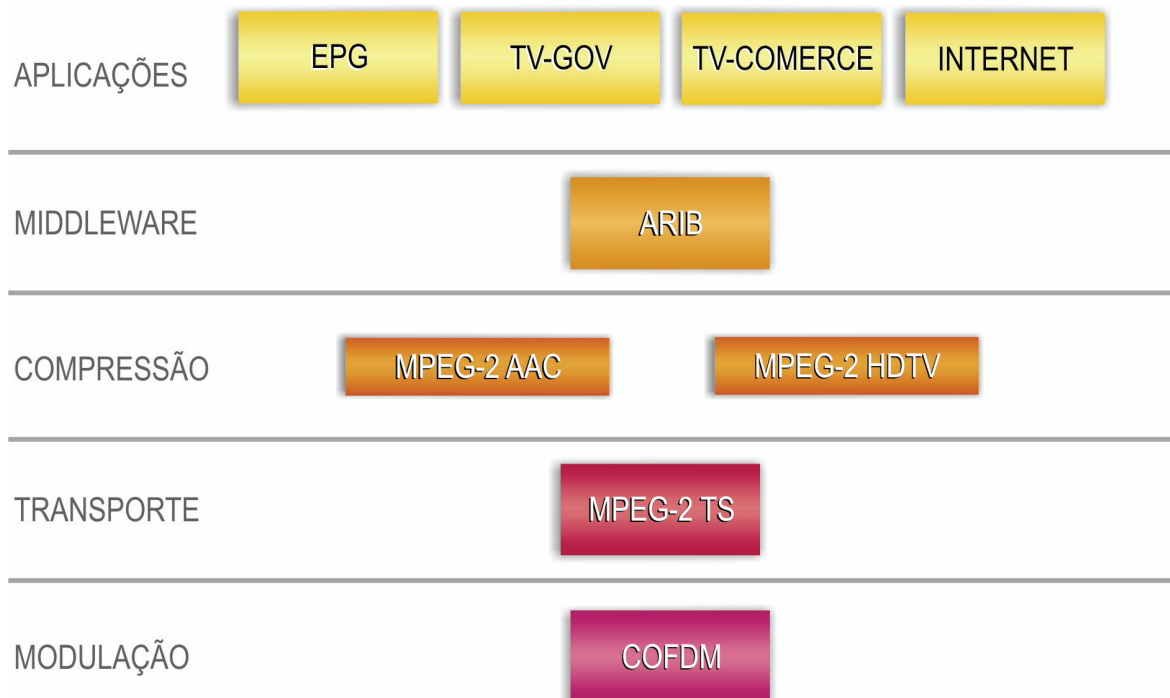 APLICAÇÕES
EPG
TV-GOV
TV-COMERCE
INTERNET
MIDDLEWARE
ARIB
COMPRESSÃO
MPEG-2 AAC
MPEG-2 HDTV
TRANSPORTE
MPEG-2 TS
MODULAÇÃO
COFDM